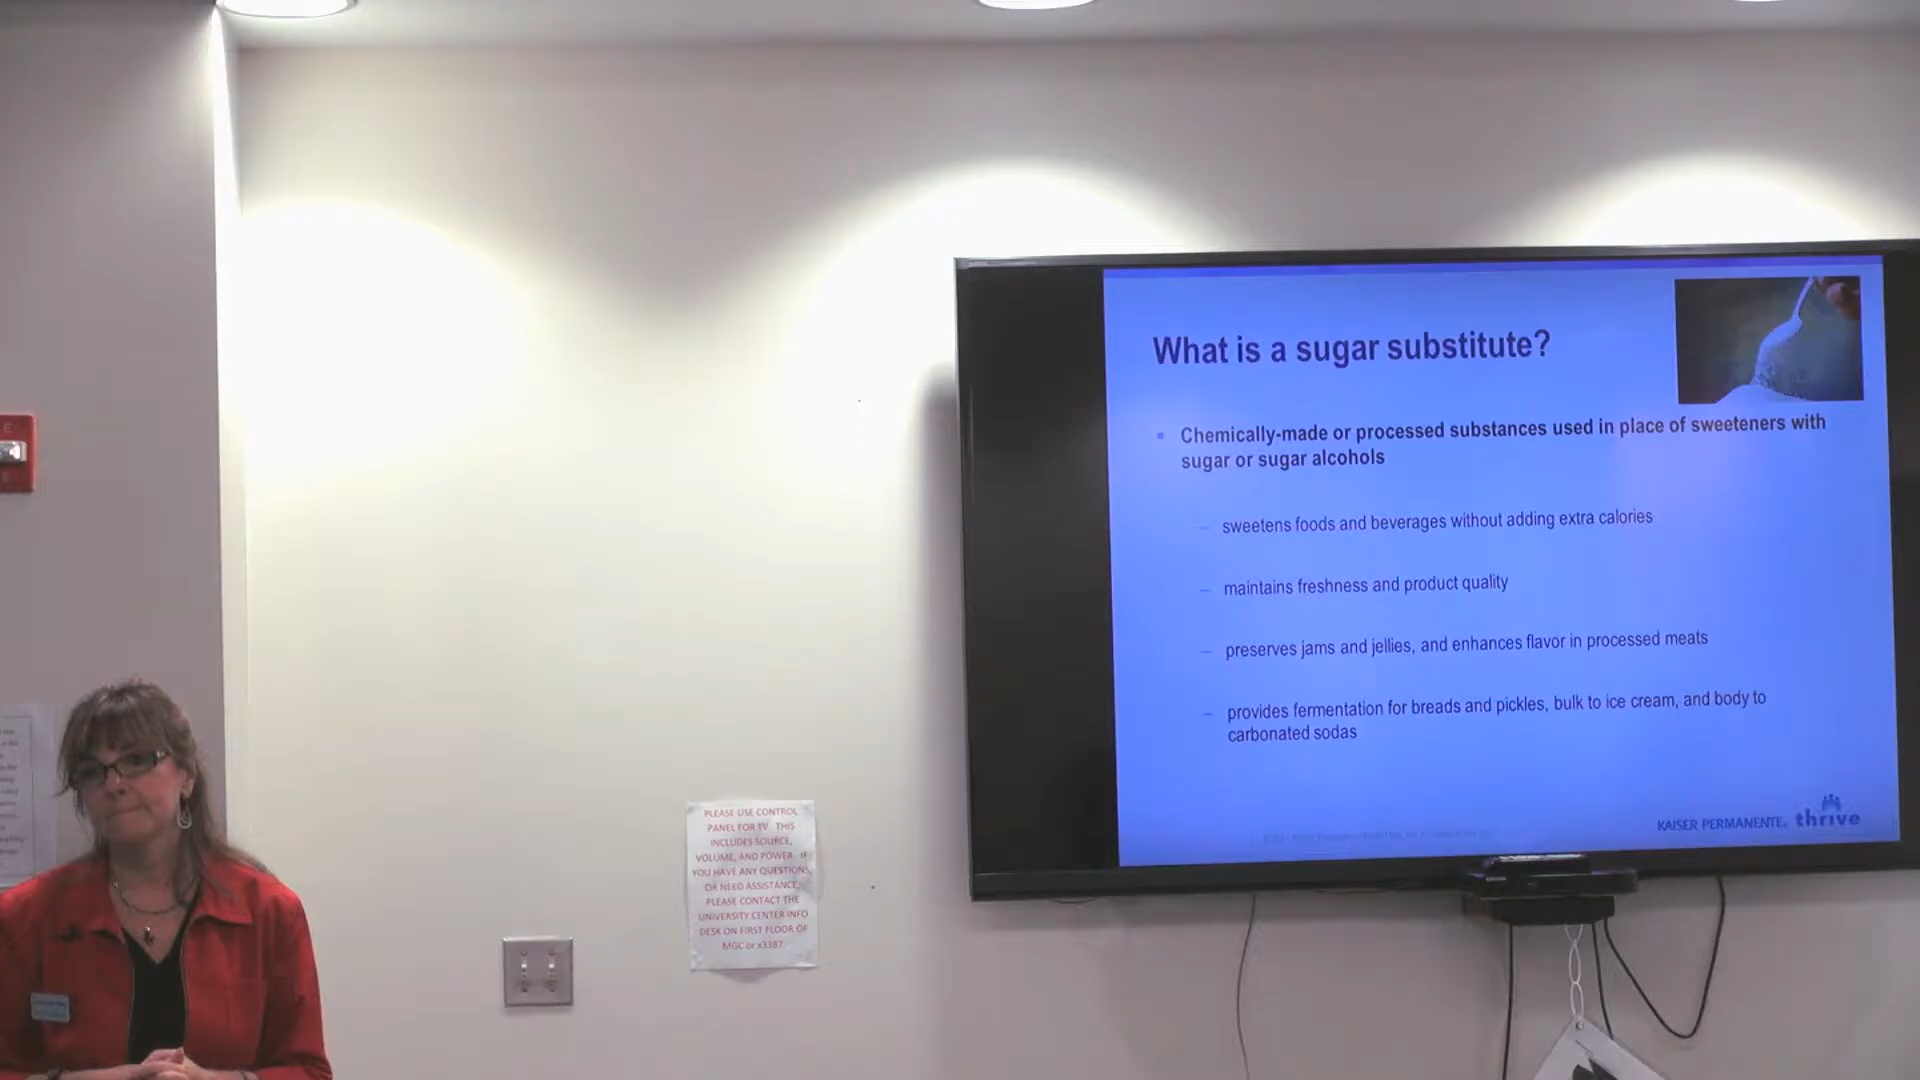 What is a sugar substitute?
Chemically-made or processed substances used in place of sweeteners with
sugar or sugar alcohols
– sweetens foods and beverages without adding extra calories
– maintains freshness and product quality
– preserves jams and jellies, and enhances flavor in processed meats
– provides fermentation for breads and pickles, bulk to ice cream, and body to
carbonated sodas
KAISER PERMANENTE. thrive
PLEASE USE CONTROL
PANEL FOR TV THIS
INCLUDES SOURCE,
VOLUME, AND POWER. IF
YOU HAVE ANY QUESTIONS,
OR NEED ASSISTANCE,
PLEASE CONTACT THE
UNIVERSITY CENTER INFO
DESK ON FIRST FLOOR OF
MGC or x3387.